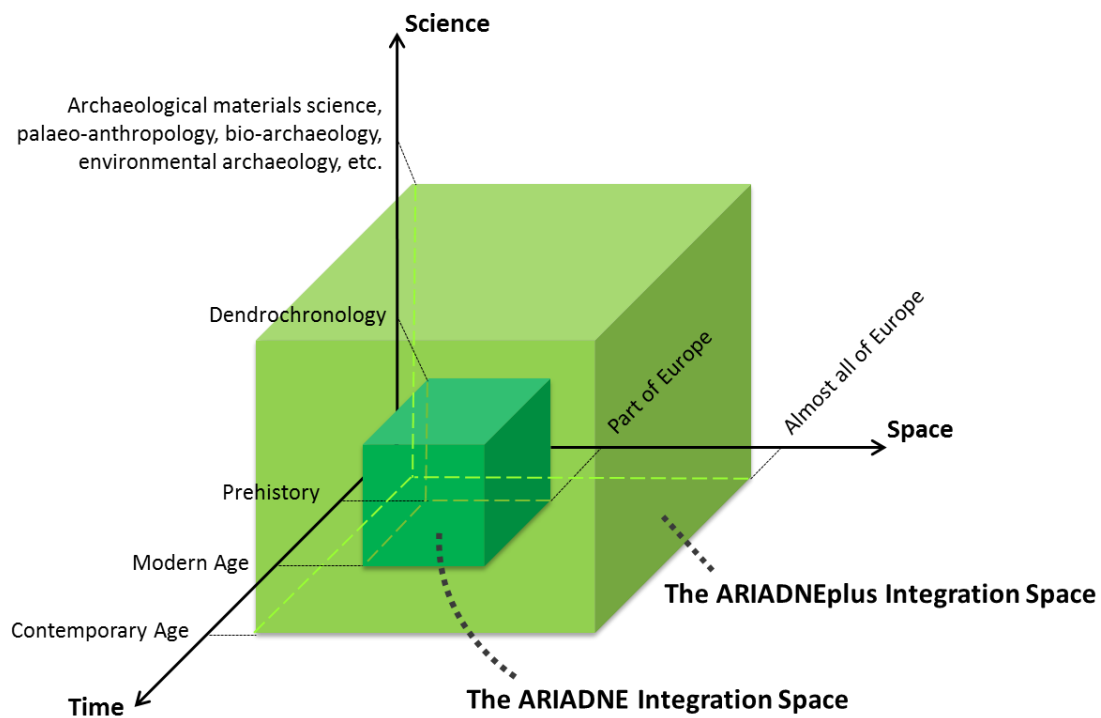 Science
Archaeological materials science,
palaeo-anthropology, bio-archaeology,
environmental archaeology, etc.
Dendrochronology
Part of Europe
Almost all of Europe
Space
Prehistory
Modern Age
Contemporary Age
Time
The ARIADNEplus Integration Space
The ARIADNE Integration Space